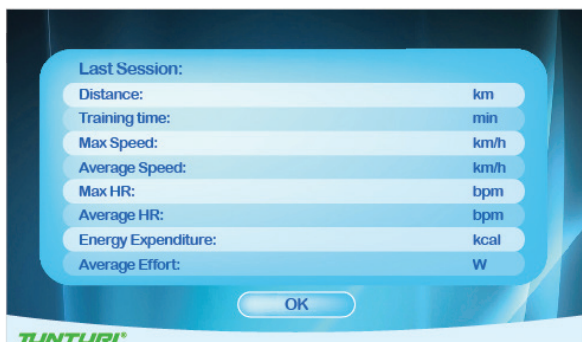 Last Session:
Distance: km
Training time: min
Max Speed: km/h
Average Speed: km/h
Max HR: bpm
Average HR: bpm
Energy Expenditure: kcal
Average Effort: W
OK
TUNTURI®